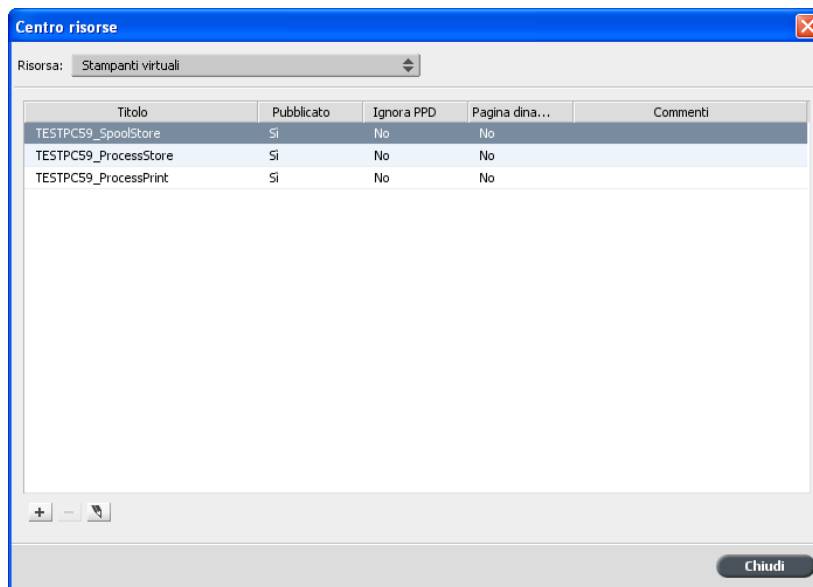 Centro risorse
Risorsa: Stampanti virtuali
Titolo Pubblicato Ignora PPD Pagina dina... Commenti
TESTPC59_SpoolStore Sì No No
TESTPC59_ProcessStore Sì No No
TESTPC59_ProcessPrint Sì No No
Chiudi